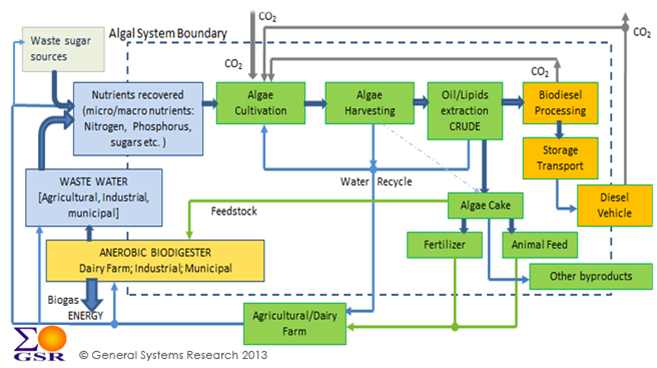 CO2
CO2
Waste sugar
sources
Algal System Boundary
CO2
CO2
Nutrients recovered
(micro/macro nutrients:
Nitrogen, Phosphorus,
sugars etc. )
Algae
Cultivation
Algae
Harvesting
Oil/Lipids
extraction
CRUDE
Biodiesel
Processing
Storage
Transport
WASTE WATER
[Agricultural, Industrial,
municipal]
Water Recycle
Algae Cake
Diesel
Vehicle
Feedstock
ANEROBIC BIODIGESTER
Dairy Farm; Industrial; Municipal
Fertilizer
Animal Feed
Other byproducts
Biogas
ENERGY
Agricultural/Dairy
Farm
Σ
GSR
© General Systems Research 2013